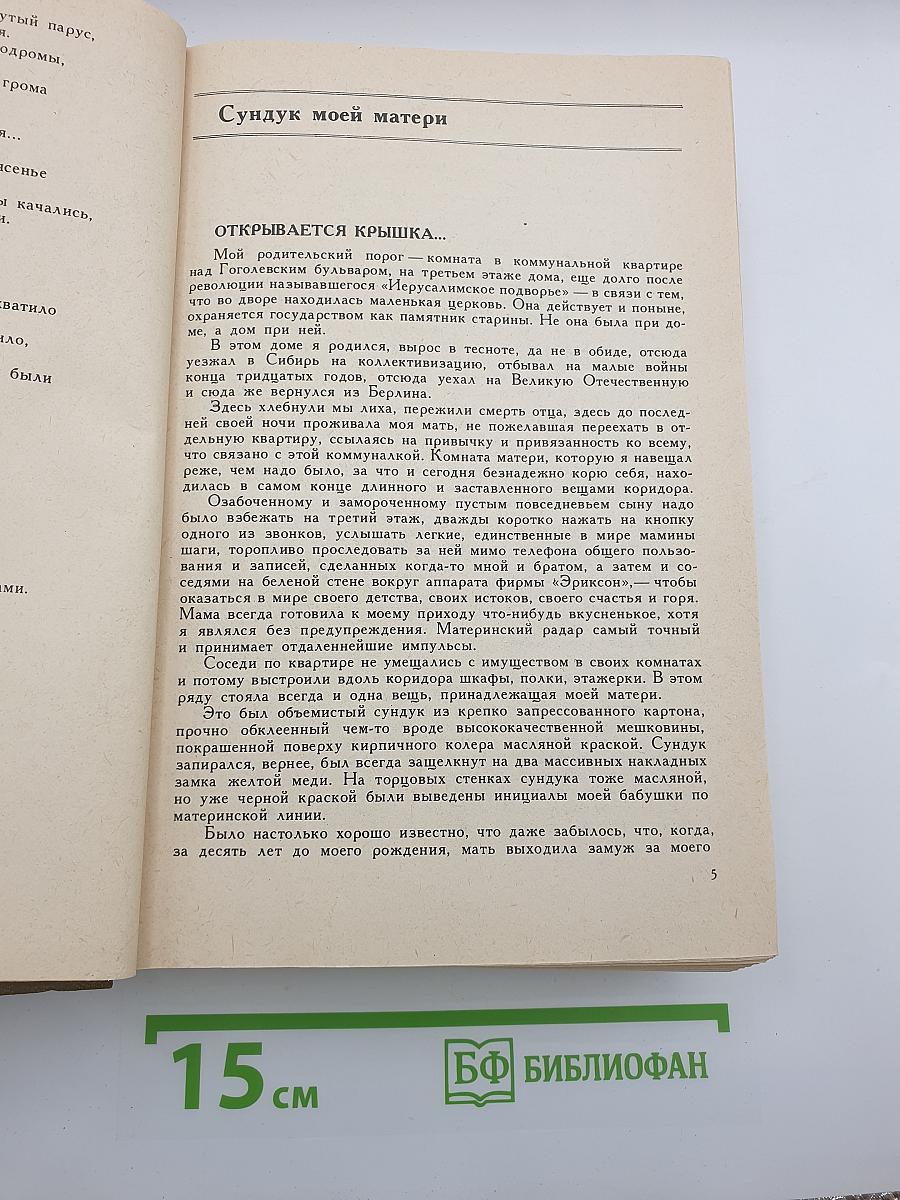 утый парус,
я.
одромы,
грома
я...
ясенье
ы качались,
и.
ватило
ило,
были
ами.
Сундук моей матери
ОТКРЫВАЕТСЯ КРЫШКА...
Мой родительский порог — комната в коммунальной квартире
над Гоголевским бульваром, на третьем этаже дома, еще долго после
революции называвшегося «Иерусалимское подворье» — в связи с тем,
что во дворе находилась маленькая церковь. Она действует и поныне,
охраняется государством как памятник старины. Не она была при до-
ме, а дом при ней.
В этом доме я родился, вырос в тесноте, да не в обиде, отсюда
уезжал в Сибирь на коллективизацию, отбывал на малые войны
конца тридцатых годов, отсюда уехал на Великую Отечественную
и сюда же вернулся из Берлина.
Здесь хлебнули мы лиха, пережили смерть отца, здесь до послед-
ней своей ночи проживала моя мать, не пожелавшая переехать в от-
дельную квартиру, ссылаясь на привычку и привязанность ко всему,
что связано с этой коммуналкой. Комната матери, которую я навещал
реже, чем надо было, за что и сегодня безнадежно корю себя, нахо-
дилась в самом конце длинного и заставленного вещами коридора.
Озабоченному и замороченному пустым повседневьем сыну надо
было взбежать на третий этаж, дважды коротко нажать на кнопку
одного из звонков, услышать легкие, единственные в мире мамины
шаги, торопливо проследовать за ней мимо телефона общего пользо-
вания и записей, сделанных когда-то мной и братом, а затем и со-
седями на беленой стене вокруг аппарата фирмы «Эриксон»,— чтобы
оказаться в мире своего детства, своих истоков, своего счастья и горя.
Мама всегда готовила к моему приходу что-нибудь вкусненькое, хотя
я являлся без предупреждения. Материнский радар самый точный
и принимает отдаленнейшие импульсы.
Соседи по квартире не умещались с имуществом в своих комнатах
и потому выстроили вдоль коридора шкафы, полки, этажерки. В этом
ряду стояла всегда и одна вещь, принадлежащая моей матери.
Это был объемистый сундук из крепко запрессованного картона,
прочно обклеенный чем-то вроде высококачественной мешковины,
покрашенной поверху кирпичного колера масляной краской. Сундук
запирался, вернее, был всегда защелкнут на два массивных накладных
замка желтой меди. На торцовых стенках сундука тоже масляной,
но уже черной краской были выведены инициалы моей бабушки по
материнской линии.
Было настолько хорошо известно, что даже забылось, что, когда,
за десять лет до моего рождения, мать выходила замуж за моего
5
15 см
БФ БИБЛИОФАН